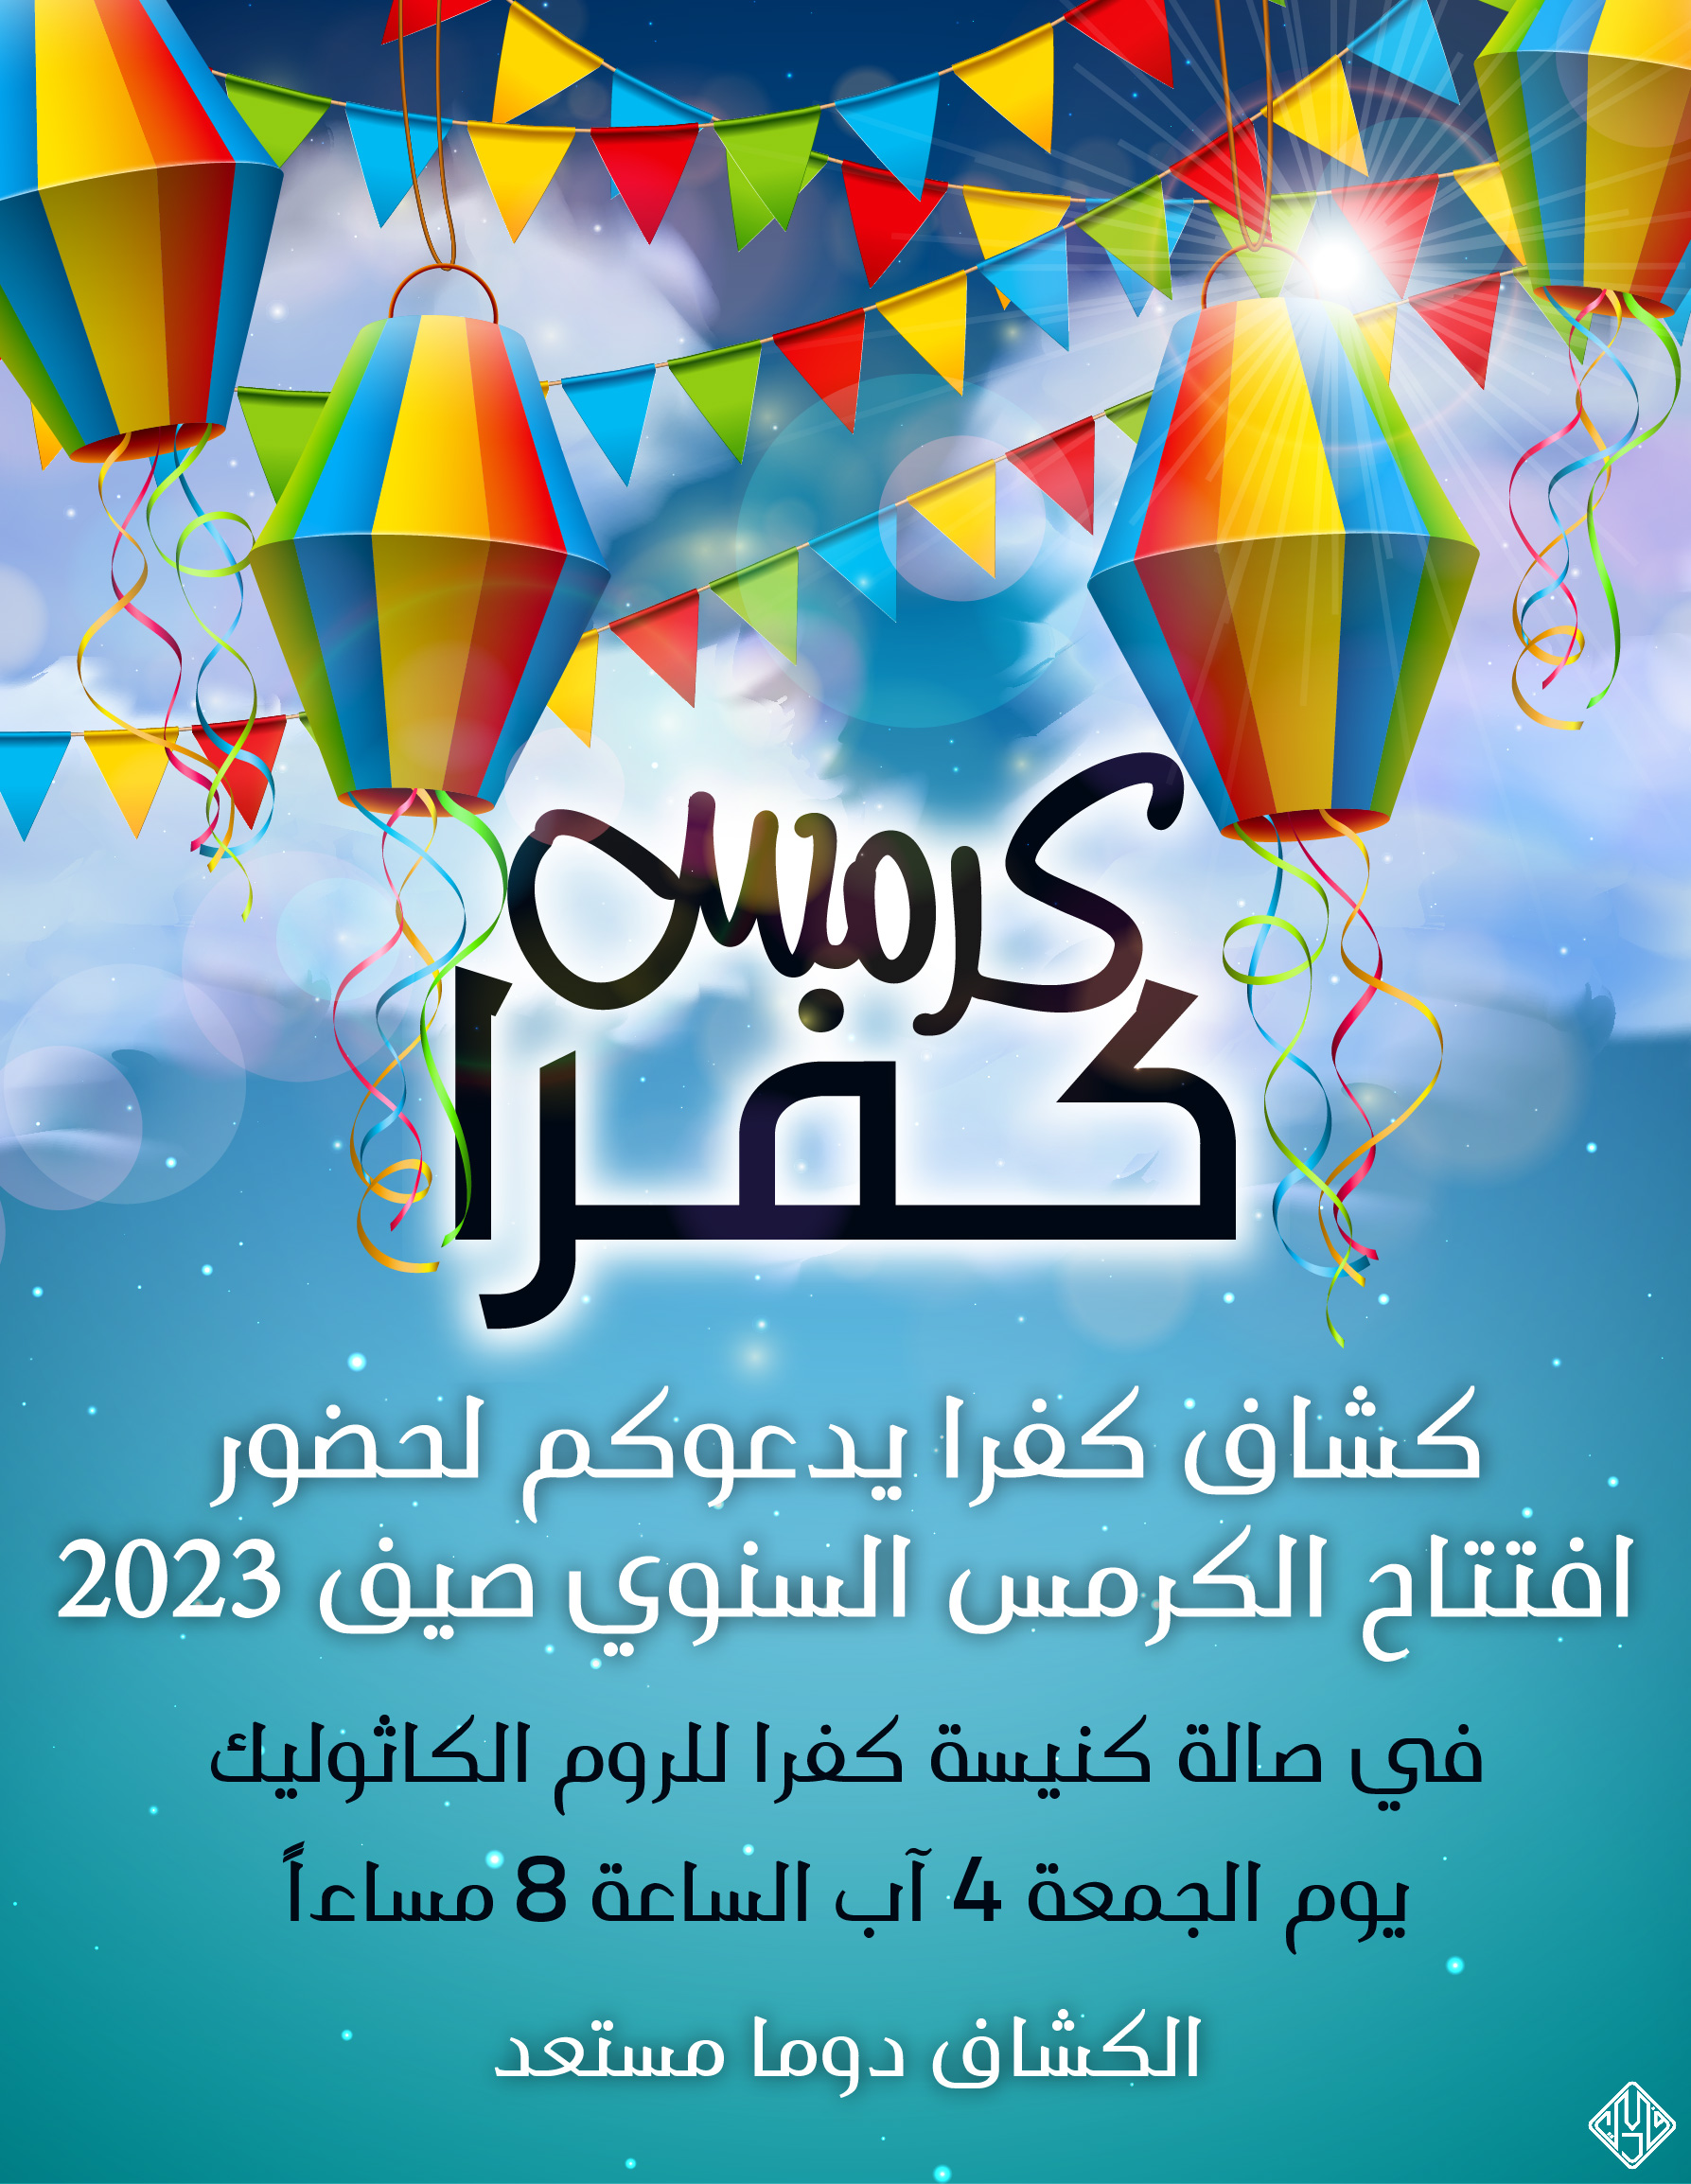 كرمس
كفرا
كشاف كفرا يدعوكم لحضور
افتتاح الكرمس السنوي صيف 2023
في صالة كنيسة كفرا للروم الكاثوليك
يوم الجمعة 4 آب الساعة 8 مساءاً
الكشاف دوما مستعد